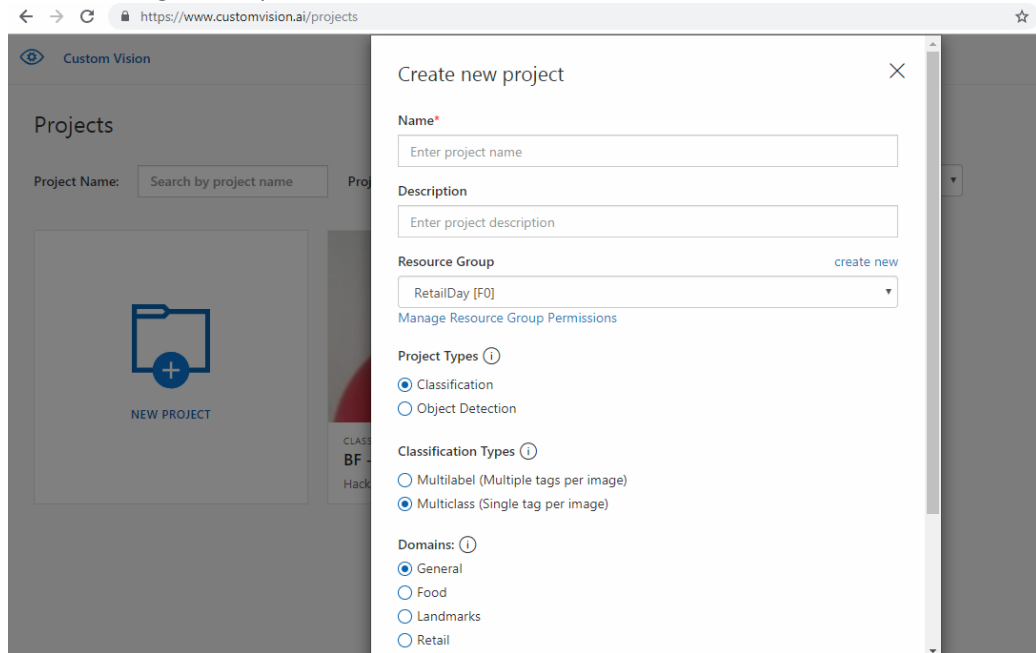 https://www.customvision.ai/projects
Custom Vision
Projects
Project Name:
Search by project name
Proj
NEW PROJECT
CLASS
BF -
Hack
Create new project
Name*
Enter project name
Description
Enter project description
Resource Group
create new
RetailDay [F0]
Manage Resource Group Permissions
Project Types i
Classification
Object Detection
Classification Types i
Multilabel (Multiple tags per image)
Multiclass (Single tag per image)
Domains: i
General
Food
Landmarks
Retail